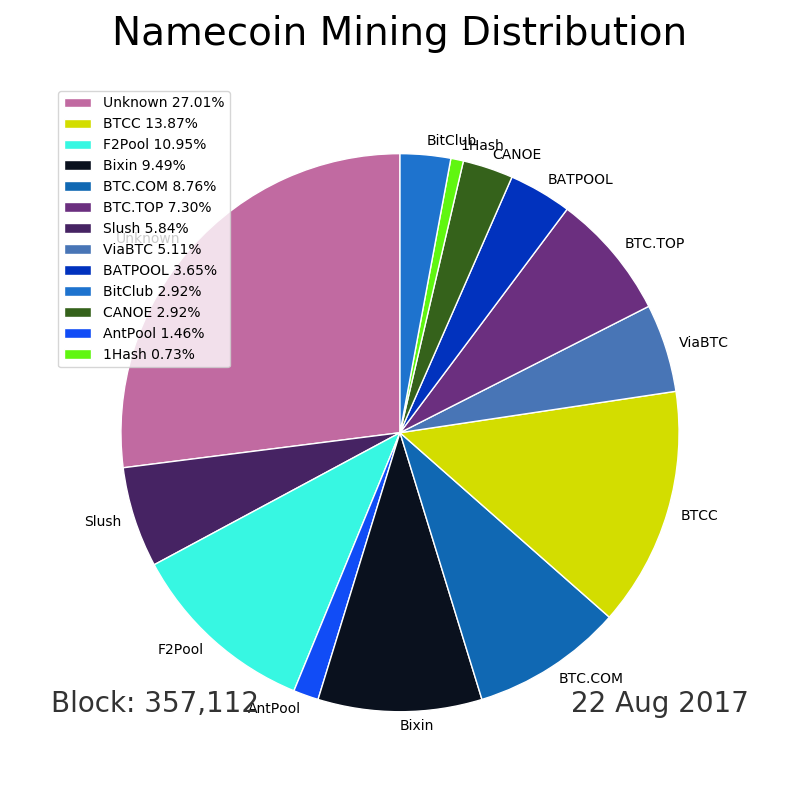 Namecoin Mining Distribution
Unknown 27.01%
BTCC 13.87%
F2Pool 10.95%
Bixin 9.49%
BTC.COM 8.76%
BTC.TOP 7.30%
Slush 5.84%
ViaBTC 5.11%
BATPOOL 3.65%
BitClub 2.92%
CANOE 2.92%
AntPool 1.46%
1Hash 0.73%
BitClub
1Hash
CANOE
BATPOOL
BTC.TOP
Unknown
ViaBTC
BTCC
Slush
F2Pool
BTC.COM
Block: 357,112
22 Aug 2017
AntPool
Bixin